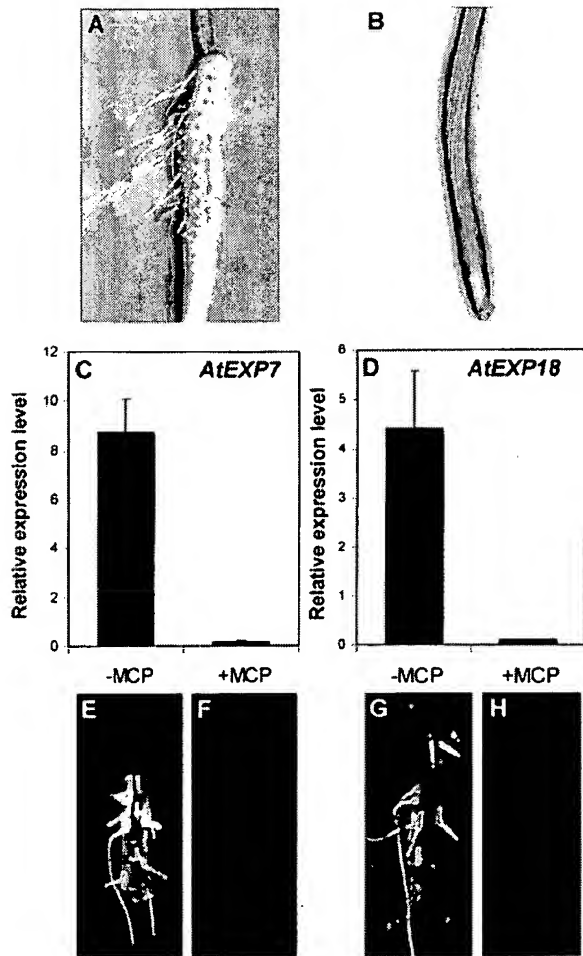 A
B
C
AtEXP7
Relative expression level
12
10
8
6
4
2
0
-MCP
+MCP
D
AtEXP18
Relative expression level
6
5
4
3
2
1
0
-MCP
+MCP
E
F
G
H